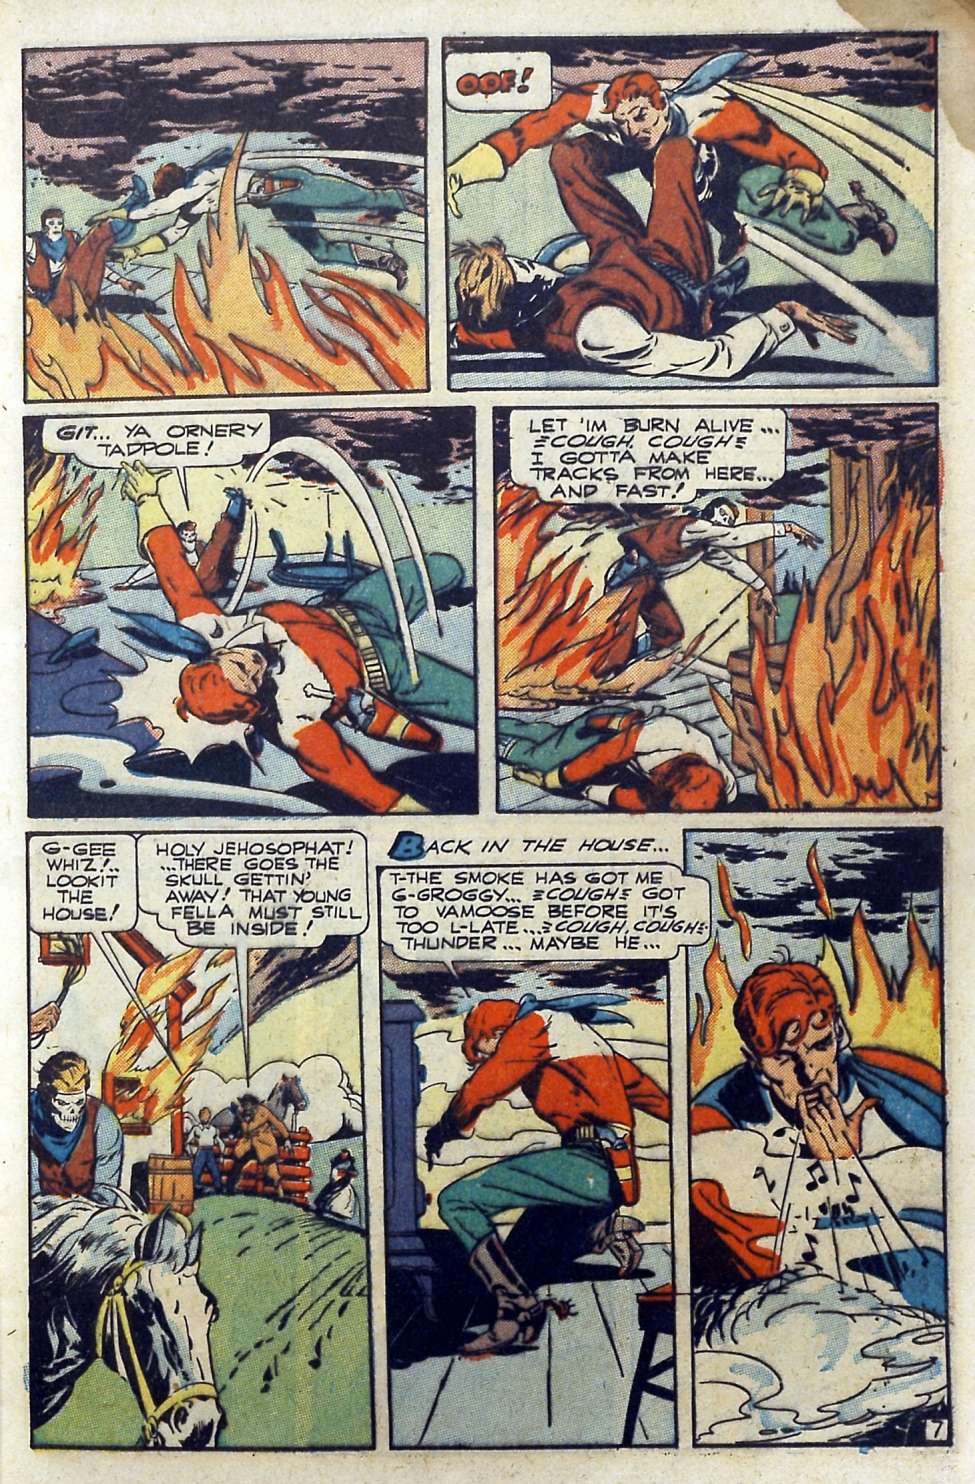 OOF!
GIT... YA ORNERY
TADPOLE!
LET 'IM BURN ALIVE...
COUGH, COUGH
I GOTTA MAKE
TRACKS FROM HERE...
AND FAST!
G-GEE
WHIZ!..
LOOKIT
THE
HOUSE!
HOLY JEHOSOPHAT!
...THERE GOES THE
SKULL GETTIN'
AWAY! THAT YOUNG
FELLA MUST STILL
BE INSIDE!
BACK IN THE HOUSE...
T-THE SMOKE HAS GOT ME
G-GROGGY... COUGH GOT
TO VAMOOSE BEFORE IT'S
TOO L-LATE... COUGH, COUGH.
THUNDER... MAYBE HE...
7